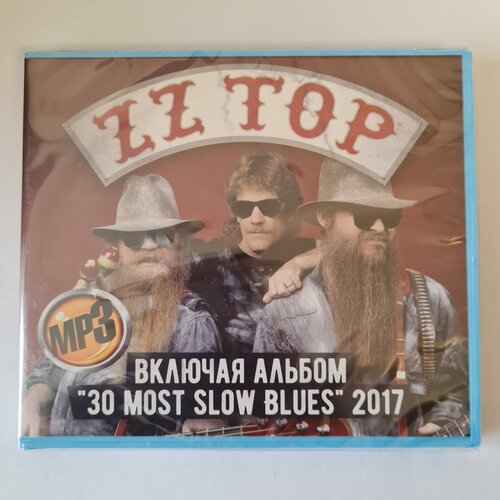 ZZ TOP
MP3
ВКЛЮЧАЯ АЛЬБОМ
"30 MOST SLOW BLUES" 2017